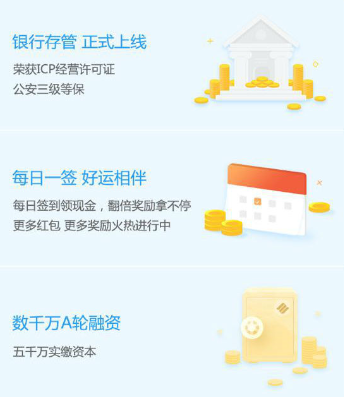 银行存管 正式上线
荣获ICP经营许可证
公安三级等保
每日一签 好运相伴
每日签到领现金，翻倍奖励拿不停
更多红包 更多奖励火热进行中
数千万A轮融资
五千万实缴资本